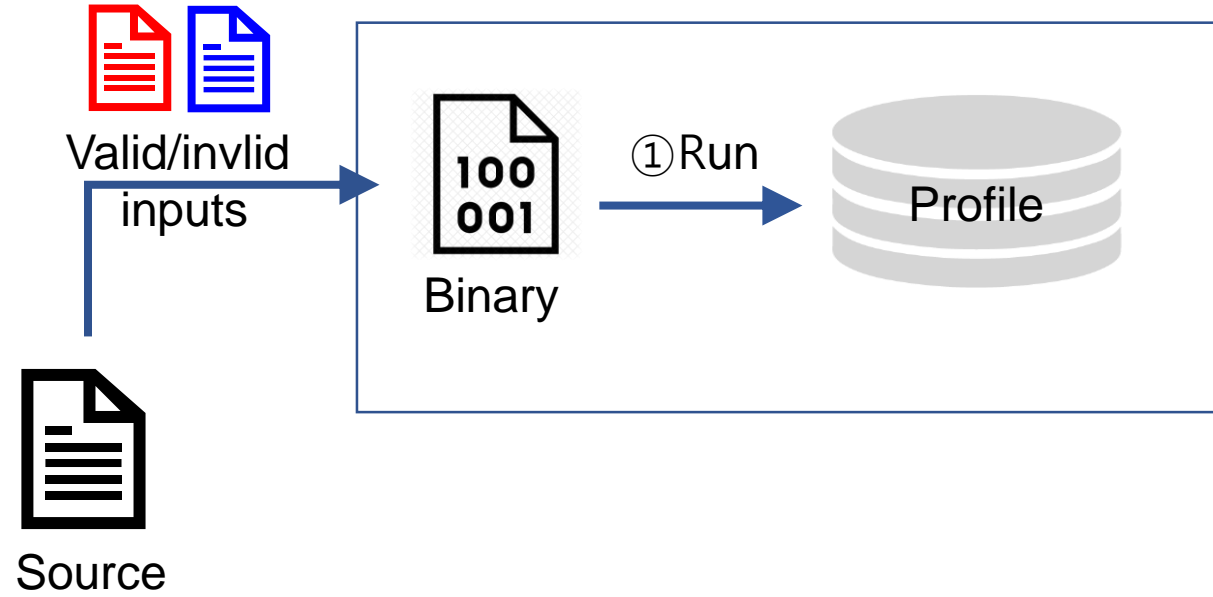 Valid/invlid
inputs
100
001
Binary
①Run
Profile
Source